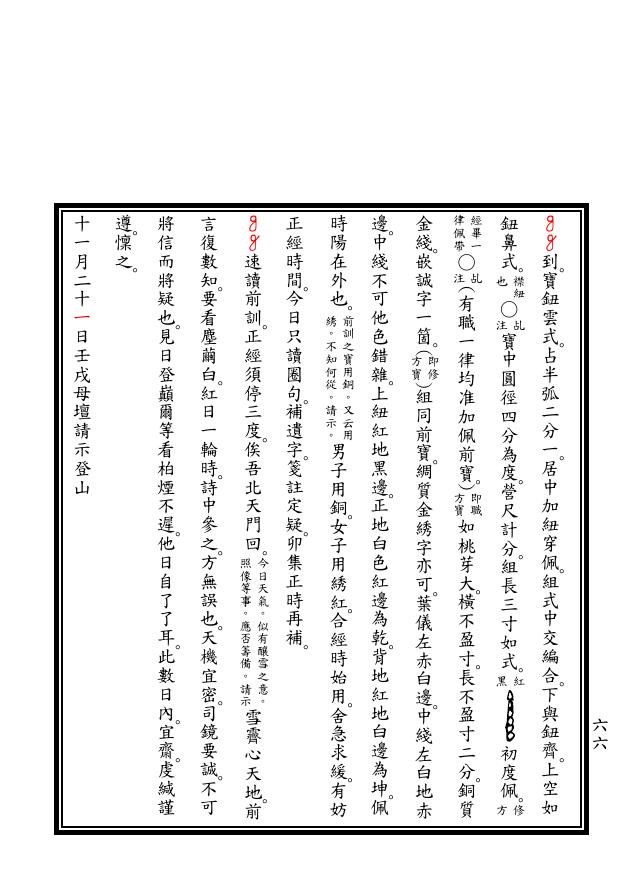 到。寶鈕雲式。占半弧二分一。居中加紐穿佩。組式中交編合。下與鈕齊。上空如
鈕鼻式。襟紐也○乩注寶中圓徑四分為度。營尺計分。組長三寸如式。紅黑 初度佩。修方
經畢一律佩帶○乩注(有職一律均准加佩前寶。)即職方寶如桃芽大。橫不盈寸。長不盈寸二分。銅質
金綫。嵌誠字一箇。(即修方寶)組同前寶。綢質金綉字亦可。葉儀左赤白邊。中綫左白地赤
邊。中綫不可他色錯雜。上紐紅地黑邊。正地白色紅邊為乾。背地紅地白邊為坤。佩
時陽在外也。前訓之寶用銅。又云用綉。不知何從。請示。男子用銅。女子用綉紅。合經時始用。舍急求緩。有妨
正經時間。今日只讀圈句。補遺字。箋註定疑。卯集正時再補。
速讀前訓。正經須停三度。俟吾北天門回。今日天氣。似有釀雪之意。照像等事。應否籌備。請示雪霽心天地。前
言復數知。要看塵繭白。紅日一輪時。詩中參之。方無誤也。天機宜密。司鏡要誠。不可
將信而將疑也。見日登巔爾等看柏煙不遲。他日自了了耳。此數日內。宜齋。虔緘謹
遵。懍之。
十一月二十一日壬戌母壇請示登山
六六